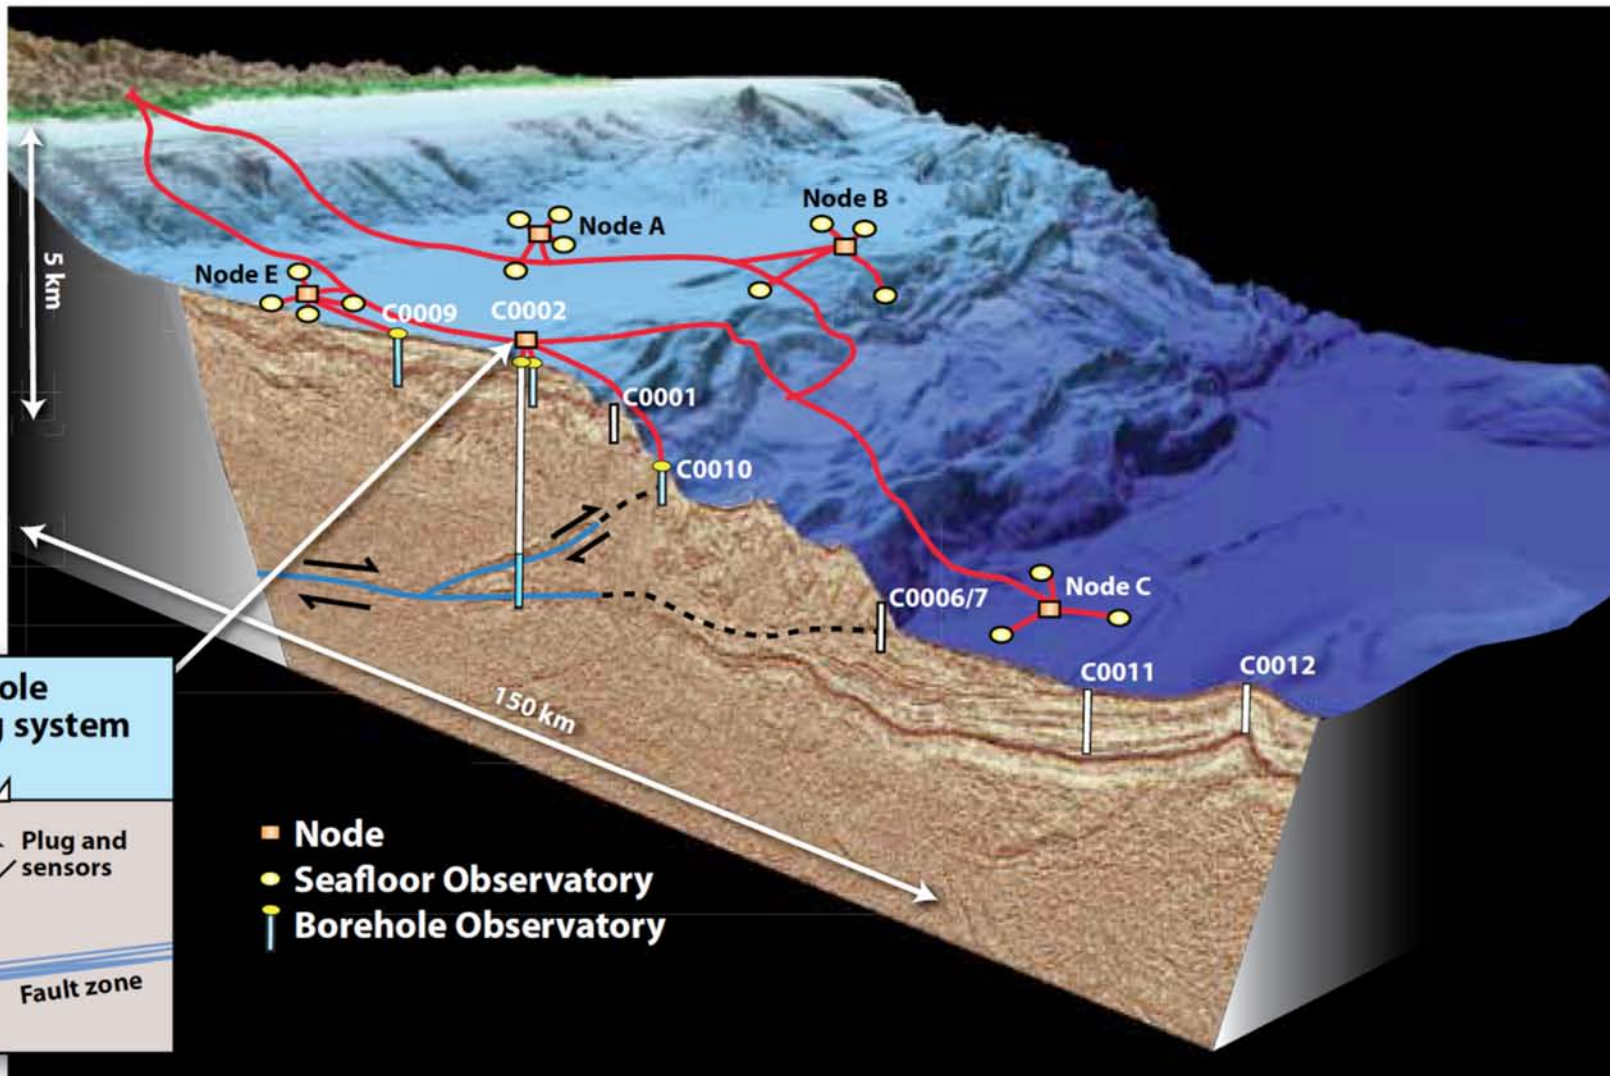 Node B
Node A
Node E
5 km
C0009
C0002
C0001
C0010
C0006/7
Node C
C0011
C0012
150 km
ole
g system
Plug and
sensors
Fault zone
Node
Seafloor Observatory
Borehole Observatory